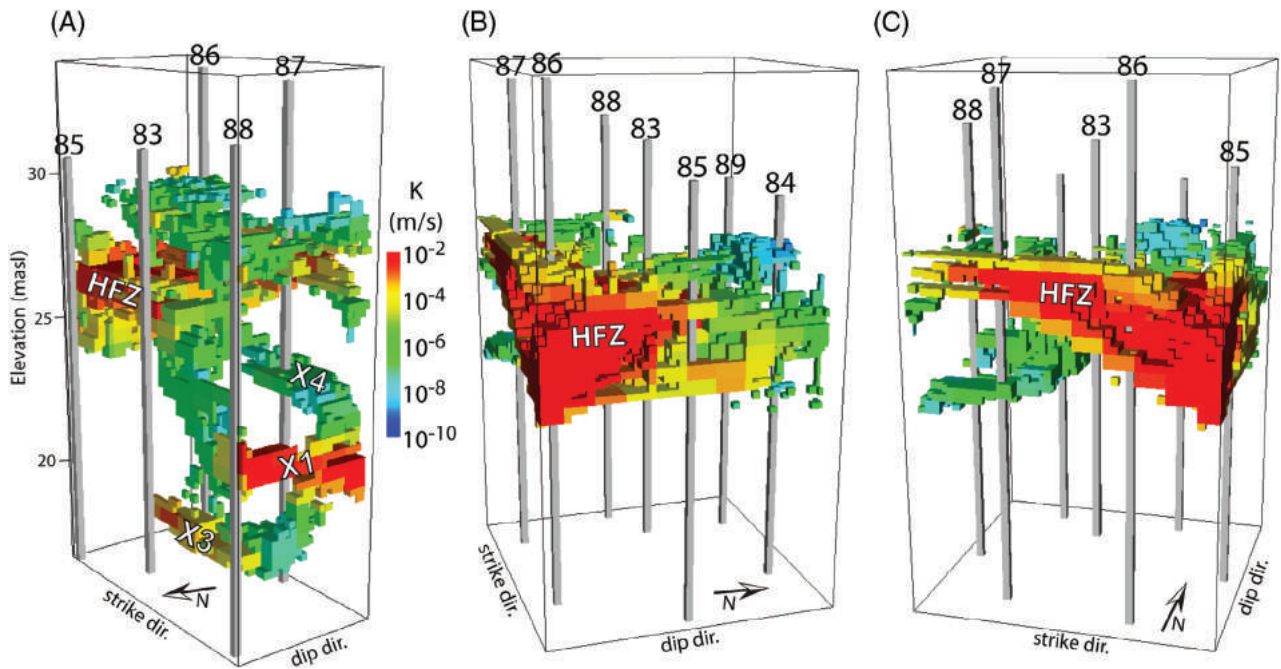 (A)
86
87
88
83
85
30
25
20
Elevation (masl)
HFZ
X4
X1
X3
N
strike dir.
dip dir.
K
(m/s)
10⁻²
10⁻⁴
10⁻⁶
10⁻⁸
10⁻¹⁰
(B)
87
86
88
83
85
89
84
HFZ
strike dir.
N
dip dir.
(C)
86
87
88
83
85
HFZ
N
strike dir.
dip dir.